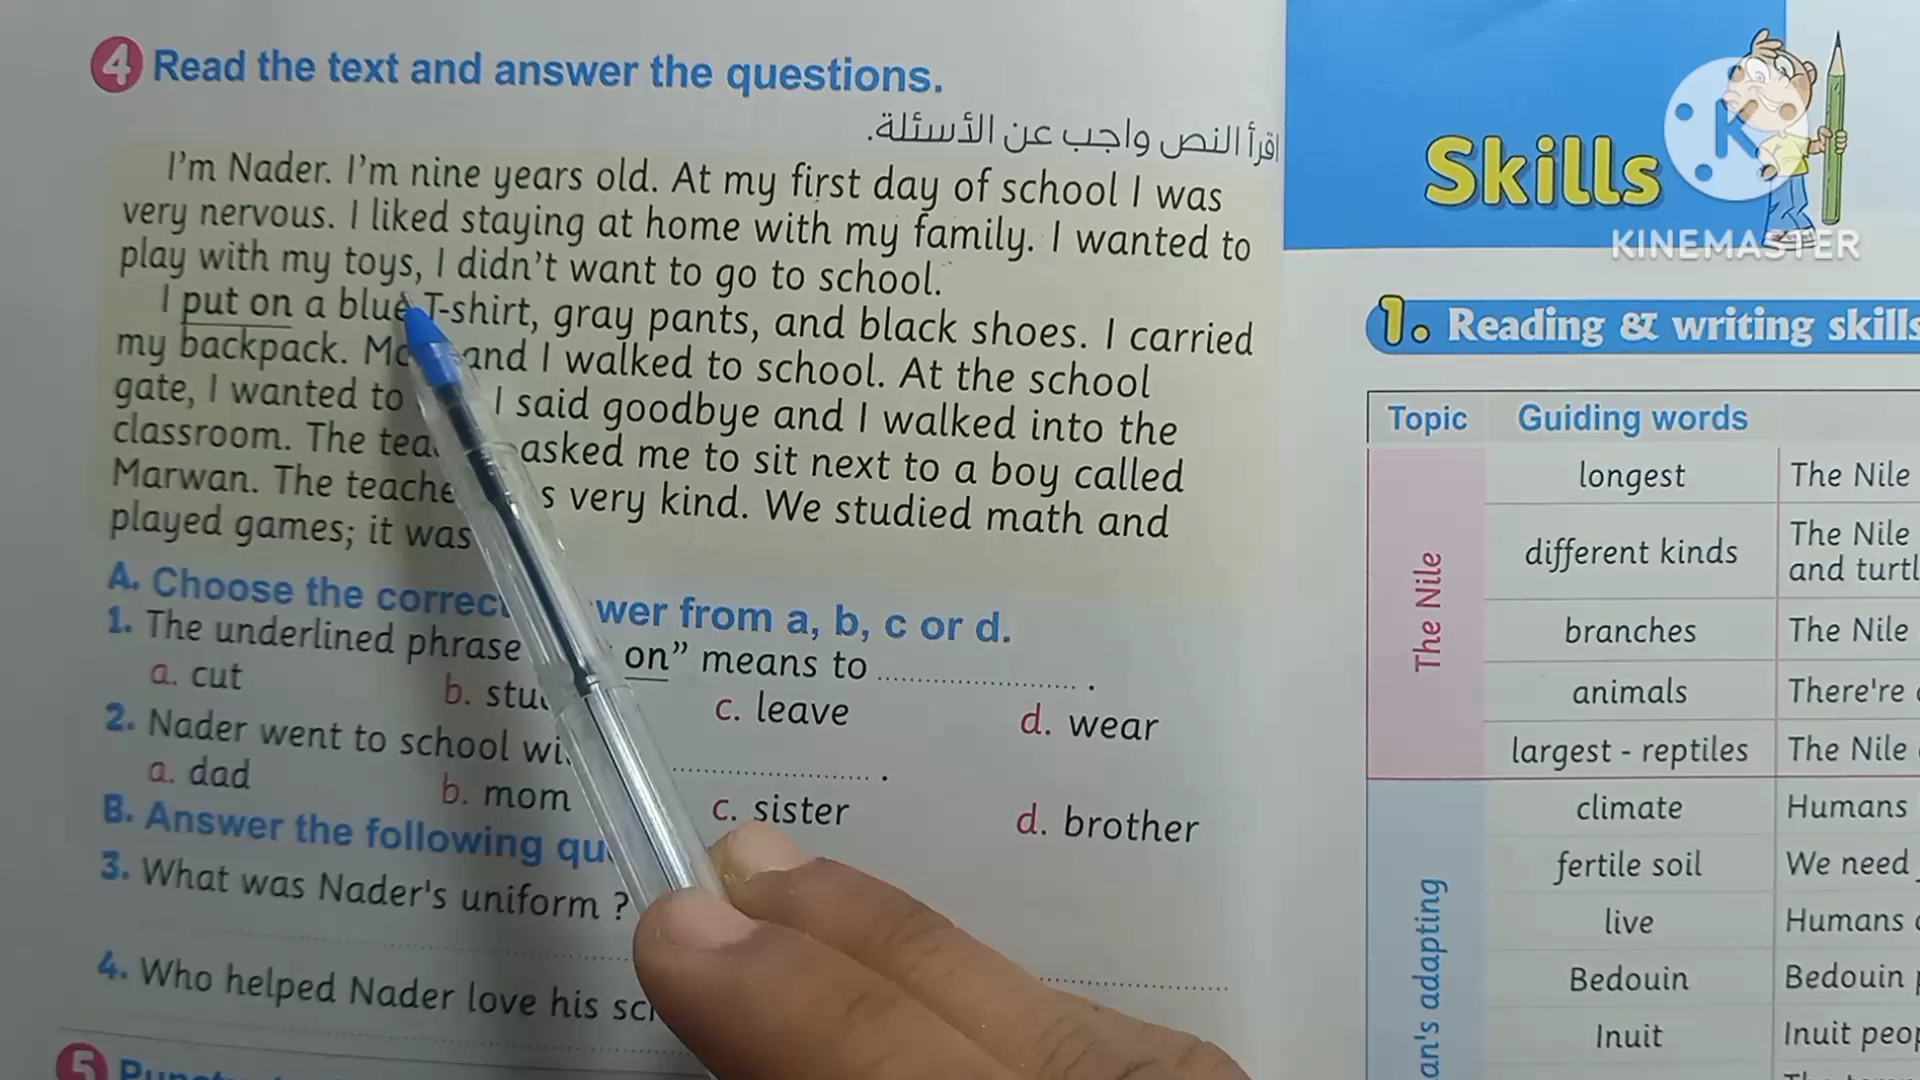 4 Read the text and answer the questions.
اقرأ النص واجب عن الأسئلة.
I'm Nader. I'm nine years old. At my first day of school I was
very nervous. I liked staying at home with my family. I wanted to
play with my toys, I didn't want to go to school.
I put on a blue T-shirt, gray pants, and black shoes. I carried
my backpack. and I walked to school. At the school
gate, I wanted to I said goodbye and I walked into the
classroom. The asked me to sit next to a boy called
Marwan. The very kind. We studied math and
played games; it was
A. Choose the correct from a, b, c or d.
1. The underlined phrase on" means to .
a. cut
c. leave
d. wear
2. Nader went to school .
a. dad
b. mom
c. sister
d. brother
B. Answer the following
3. What was Nader's uniform ?
4. Who helped Nader love his
5
Skills
K
KINEMASTER
1. Reading & writing skills
Topic Guiding words
The Nile
longest The Nile
different kinds The Nile
and
branches The Nile
animals There're
largest - reptiles The Nile
adapting
climate Humans
fertile soil We need
live Humans
Bedouin Bedouin
Inuit Inuit